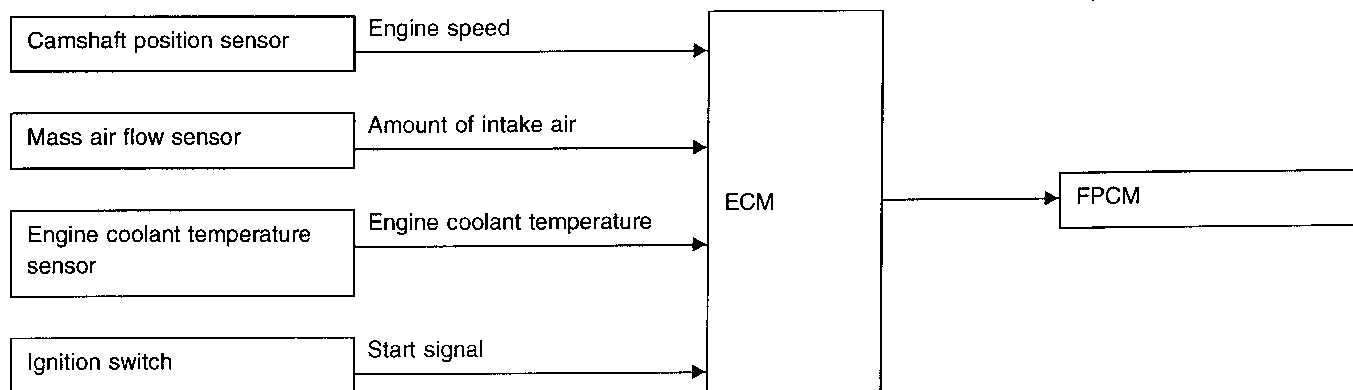 Camshaft position sensor
Engine speed
Mass air flow sensor
Amount of intake air
Engine coolant temperature
sensor
Engine coolant temperature
Ignition switch
Start signal
ECM
FPCM